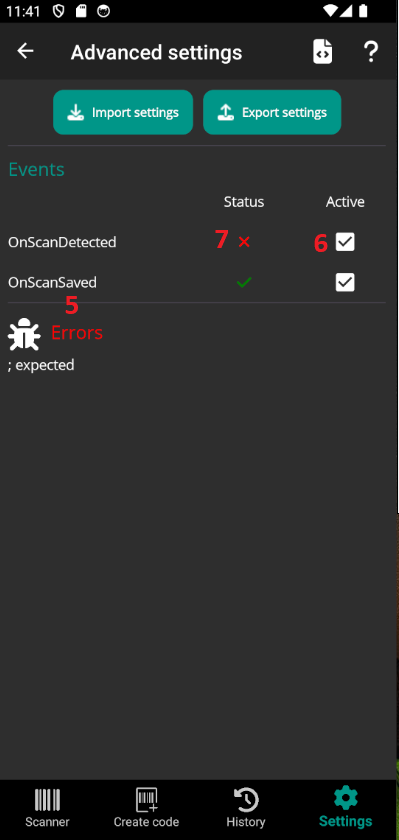 11:41
Advanced settings
Import settings Export settings
Events
Status Active
OnScanDetected 7 6
OnScanSaved
5
Errors
; expected
Scanner Create code History Settings